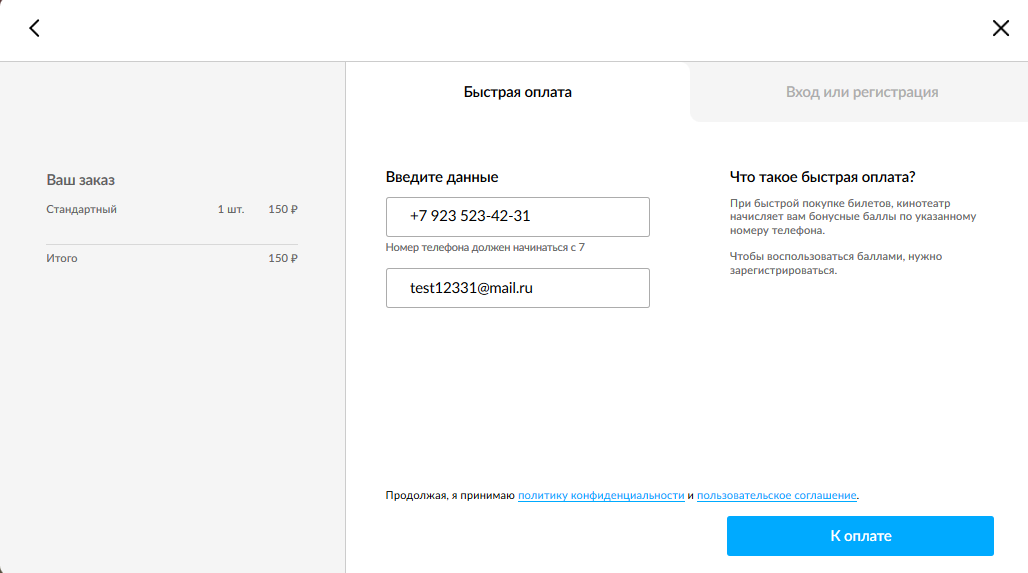 Быстрая оплата
Вход или регистрация
Ваш заказ
Стандартный 1 шт. 150 ₽
Итого 150 ₽
Введите данные
+7 923 523-42-31
Номер телефона должен начинаться с 7
test12331@mail.ru
Что такое быстрая оплата?
При быстрой покупке билетов, кинотеатр
начисляет вам бонусные баллы по указанному
номеру телефона.
Чтобы воспользоваться баллами, нужно
зарегистрироваться.
Продолжая, я принимаю политику конфиденциальности и пользовательское соглашение.
К оплате